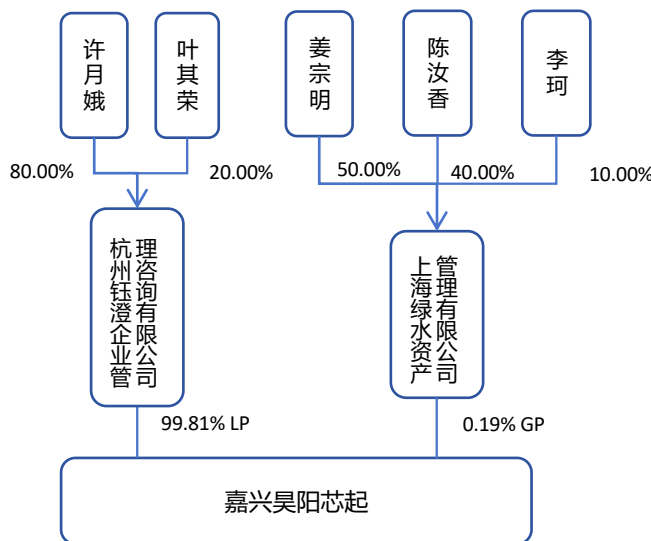 许月娥
叶其荣
姜宗明
陈汝香
李珂
80.00%
20.00%
50.00%
40.00%
10.00%
杭州钰澄企业管
理咨询有限公司
上海绿水资产
管理有限公司
99.81% LP
0.19% GP
嘉兴昊阳芯起